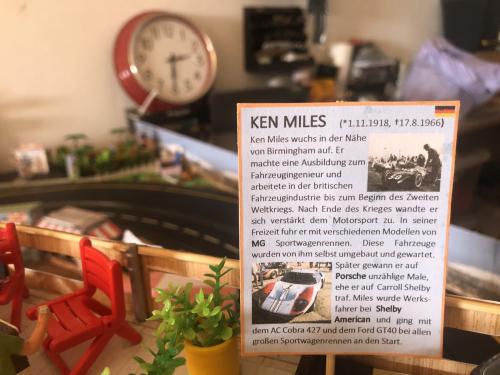 KEN MILES (*1.11.1918, †17.8.1966)
Ken Miles wuchs in der Nähe
von Birmingham auf. Er
machte eine Ausbildung zum
Fahrzeugingenieur und
arbeitete in der britischen
Fahrzeugindustrie bis zum Beginn des Zweiten
Weltkriegs. Nach Ende des Krieges wandte er
sich verstärkt dem Motorsport zu. In seiner
Freizeit fuhr er mit verschiedenen Modellen von
MG Sportwagenrennen. Diese Fahrzeuge
wurden von ihm selbst umgebaut und gewartet.
Später gewann er auf
Porsche unzählige Male,
ehe er auf Carroll Shelby
traf. Miles wurde Werks-
fahrer bei Shelby
American und ging mit
dem AC Cobra 427 und dem Ford GT40 bei allen
großen Sportwagenrennen an den Start.